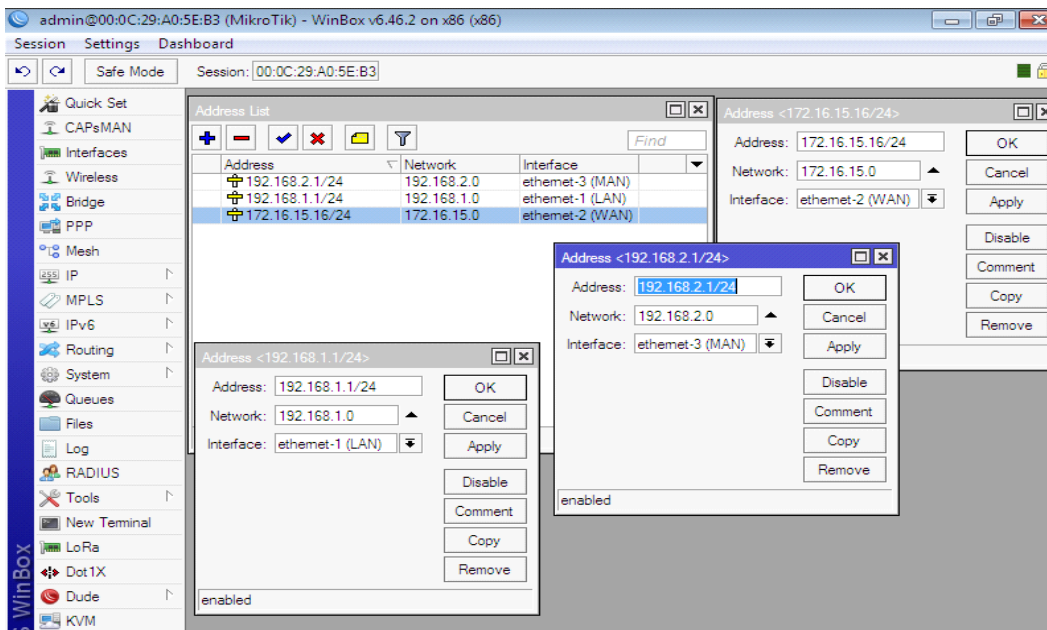 admin@00:0C:29:A0:5E:B3 (MikroTik) - WinBox v6.46.2 on x86 (x86)
Session Settings Dashboard
Safe Mode Session: 00:0C:29:A0:5E:B3
Quick Set
CAPsMAN
Interfaces
Wireless
Bridge
PPP
Mesh
IP
MPLS
IPv6
Routing
System
Queues
Files
Log
RADIUS
Tools
New Terminal
LoRa
Dot1X
Dude
KVM
WinBox
Address List
Find
Address Network Interface
192.168.2.1/24 192.168.2.0 ethernet-3 (MAN)
192.168.1.1/24 192.168.1.0 ethernet-1 (LAN)
172.16.15.16/24 172.16.15.0 ethernet-2 (WAN)
Address <172.16.15.16/24>
Address: 172.16.15.16/24 OK
Network: 172.16.15.0 Cancel
Interface: ethernet-2 (WAN) Apply
Disable
Comment
Copy
Remove
Address <192.168.2.1/24>
Address: 192.168.2.1/24 OK
Network: 192.168.2.0 Cancel
Interface: ethernet-3 (MAN) Apply
Disable
Comment
Copy
Remove
enabled
Address <192.168.1.1/24>
Address: 192.168.1.1/24 OK
Network: 192.168.1.0 Cancel
Interface: ethernet-1 (LAN) Apply
Disable
Comment
Copy
Remove
enabled